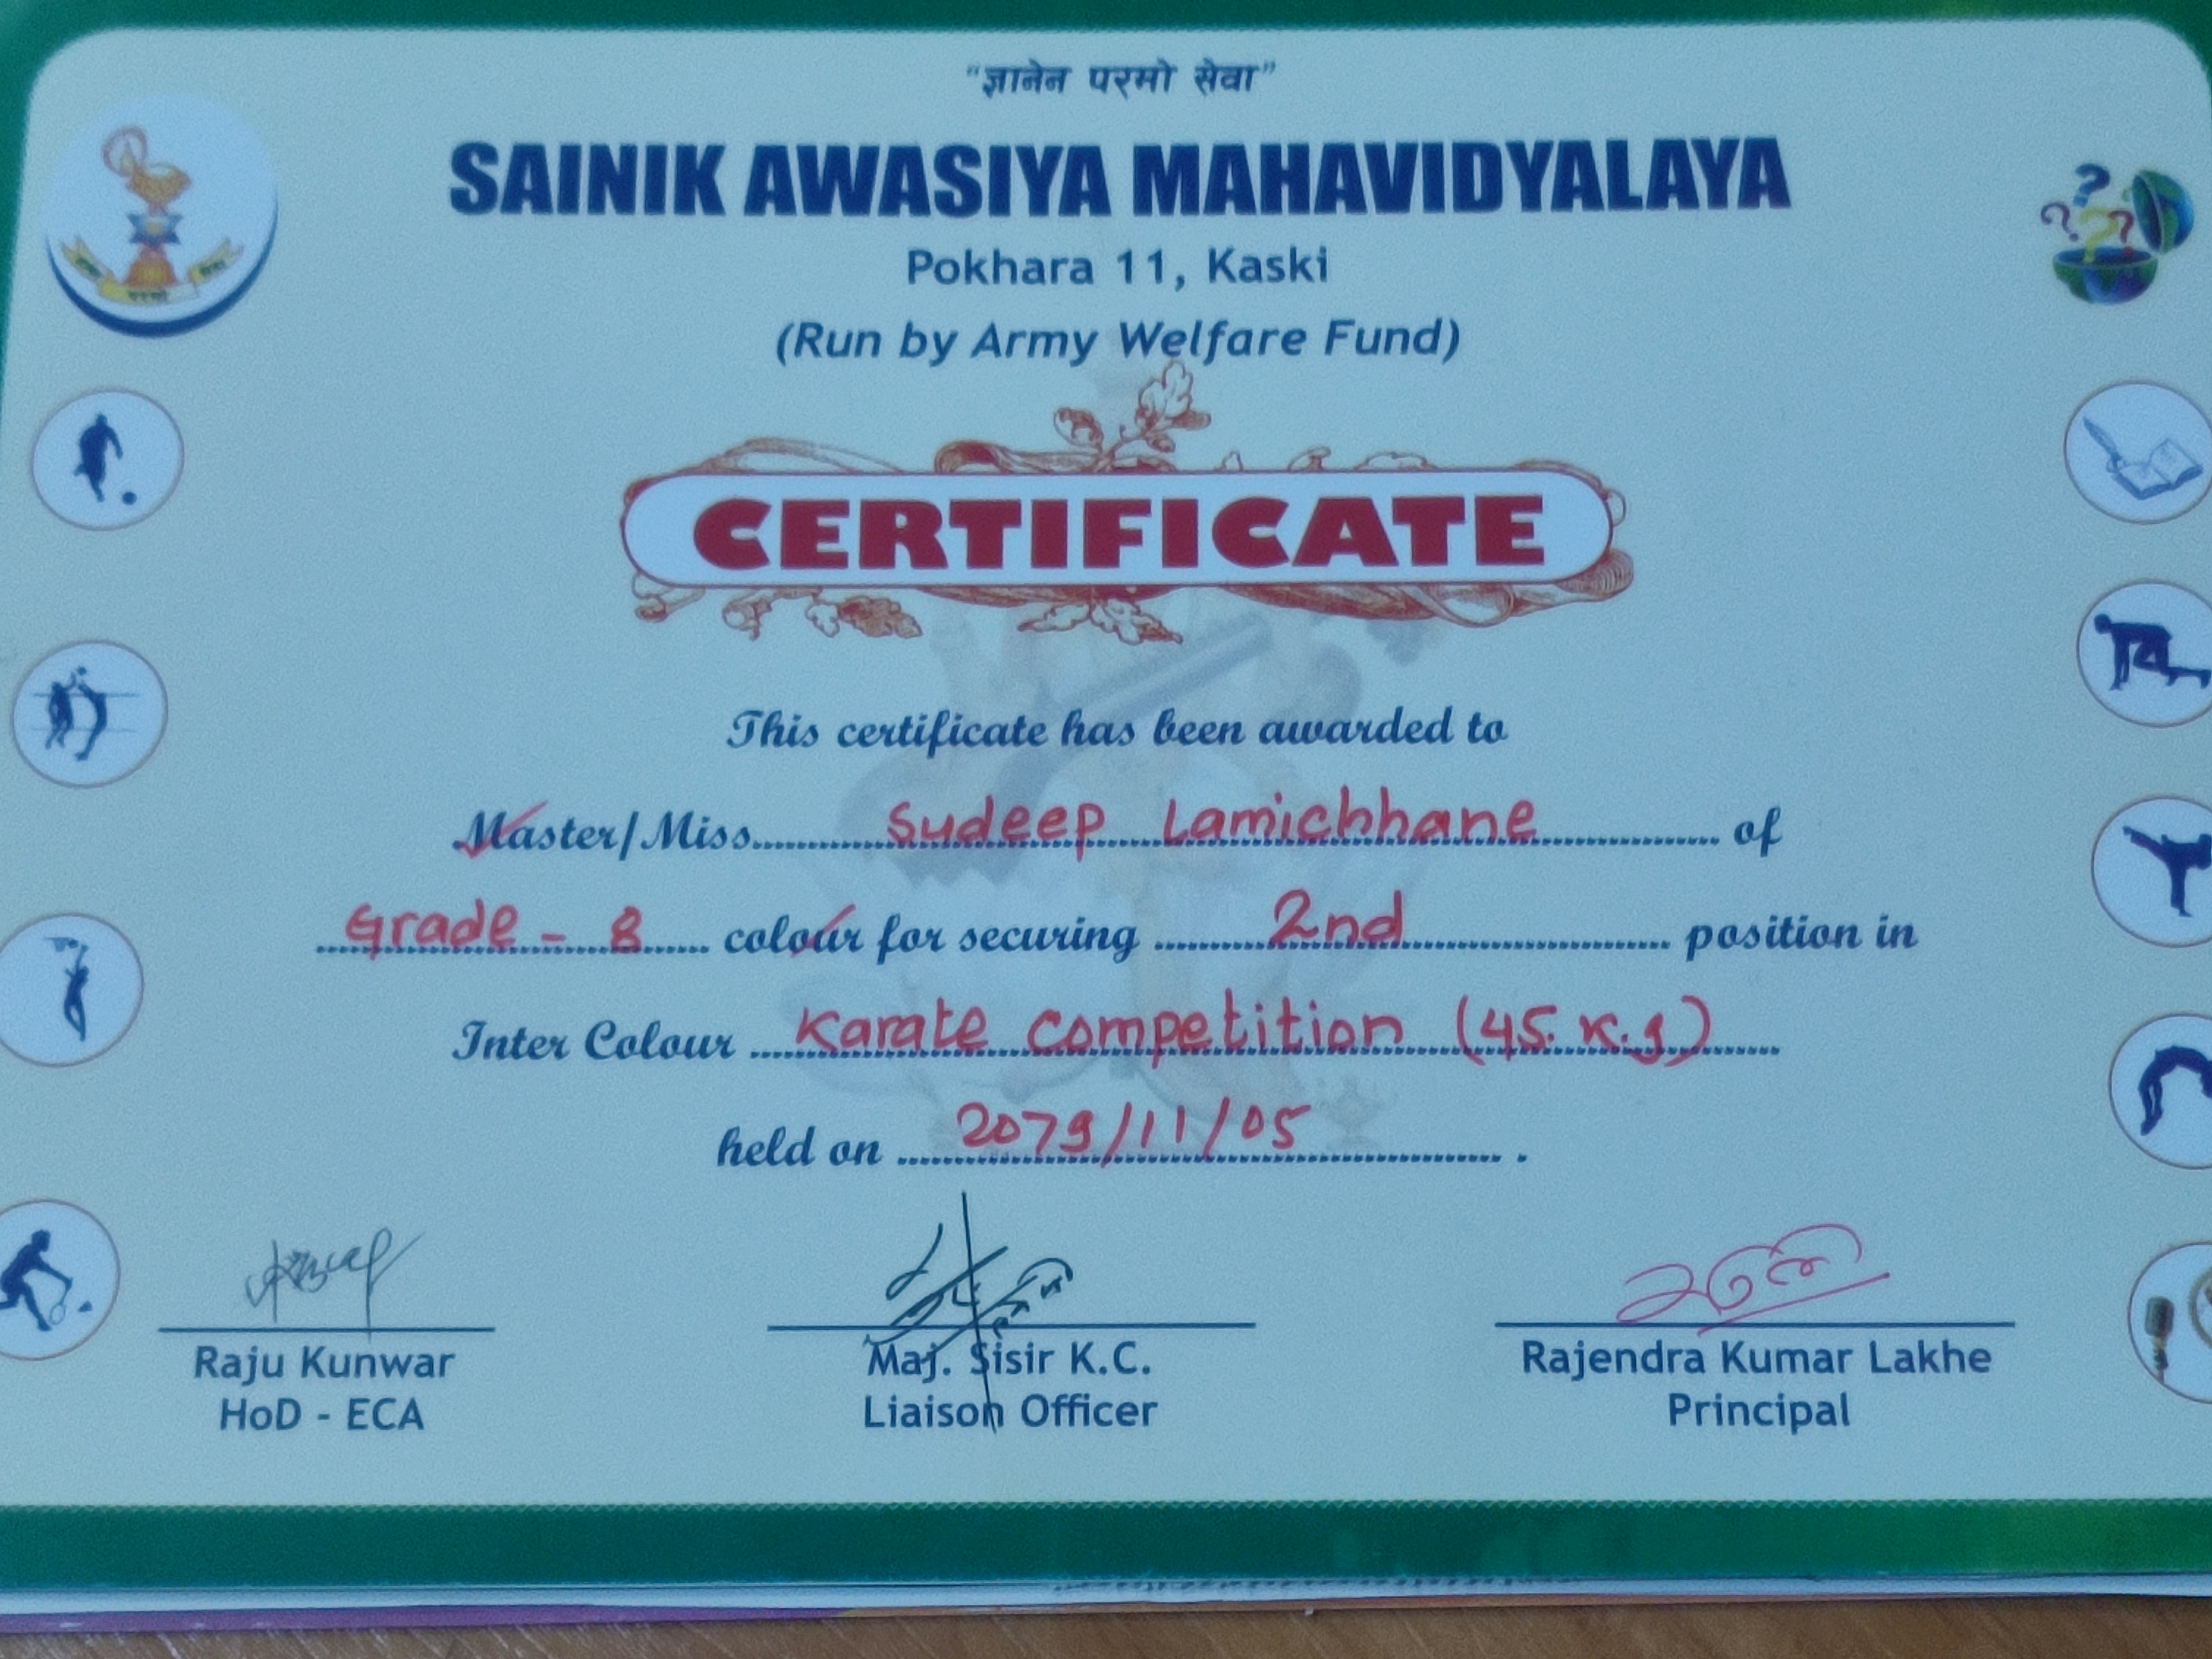 “ज्ञानेन परमो सेवा”
SAINIK AWASIYA MAHAVIDYALAYA
Pokhara 11, Kaski
(Run by Army Welfare Fund)
CERTIFICATE
This certificate has been awarded to
Master/Miss Sudeep Lamichhane of
Grade - 8 colour for securing 2nd position in
Inter Colour Karate Competition (45. K.g)
held on 2079/11/05 .
Raju Kunwar Maj. Sisir K.C. Rajendra Kumar Lakhe
HoD - ECA Liaison Officer Principal